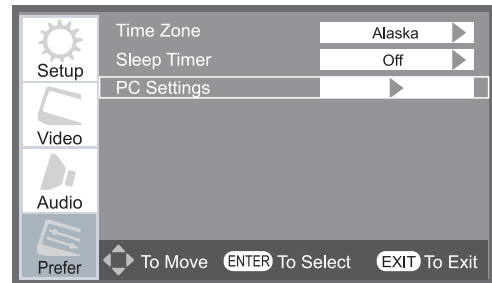 Setup
Video
Audio
Prefer
Time Zone Alaska
Sleep Timer Off
PC Settings
To Move ENTER To Select EXIT To Exit